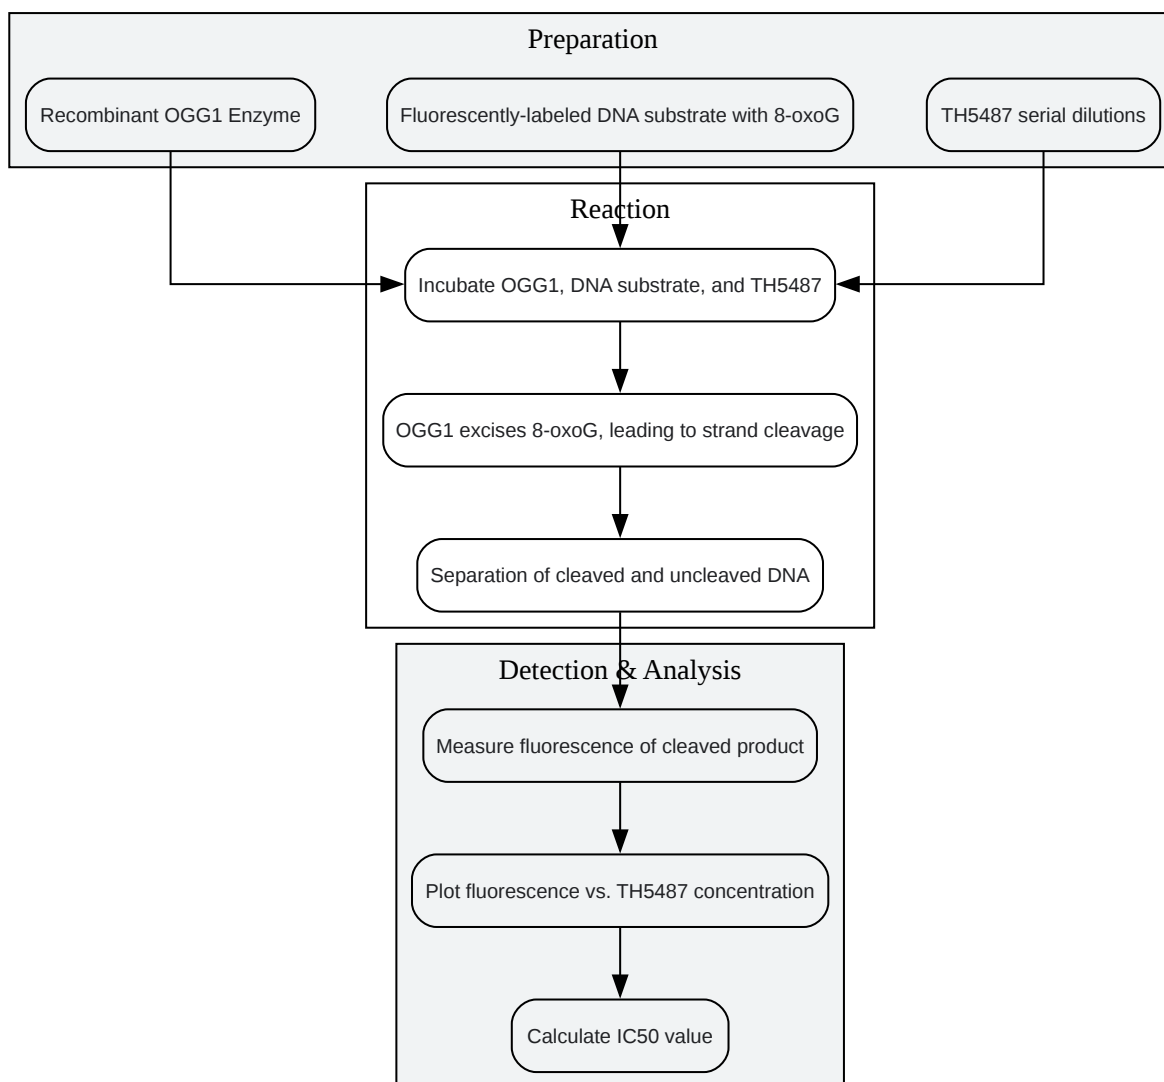 Preparation
Recombinant OGG1 Enzyme
Fluorescently-labeled DNA substrate with 8-oxoG
TH5487 serial dilutions
Reaction
Incubate OGG1, DNA substrate, and TH5487
OGG1 excises 8-oxoG, leading to strand cleavage
Separation of cleaved and uncleaved DNA
Detection & Analysis
Measure fluorescence of cleaved product
Plot fluorescence vs. TH5487 concentration
Calculate IC50 value